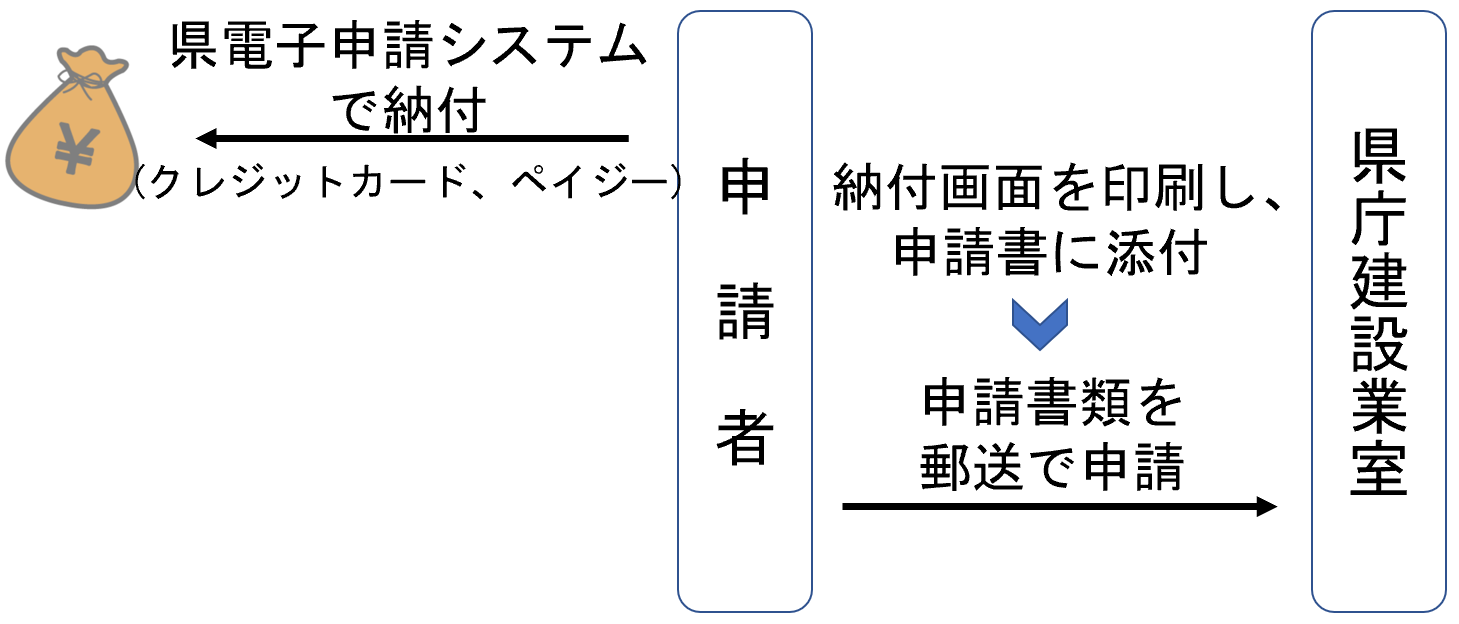 県電子申請システム
で納付
（クレジットカード、ペイジー）
¥
申請者
納付画面を印刷し、
申請書に添付
申請書類を
郵送で申請
県庁建設業室